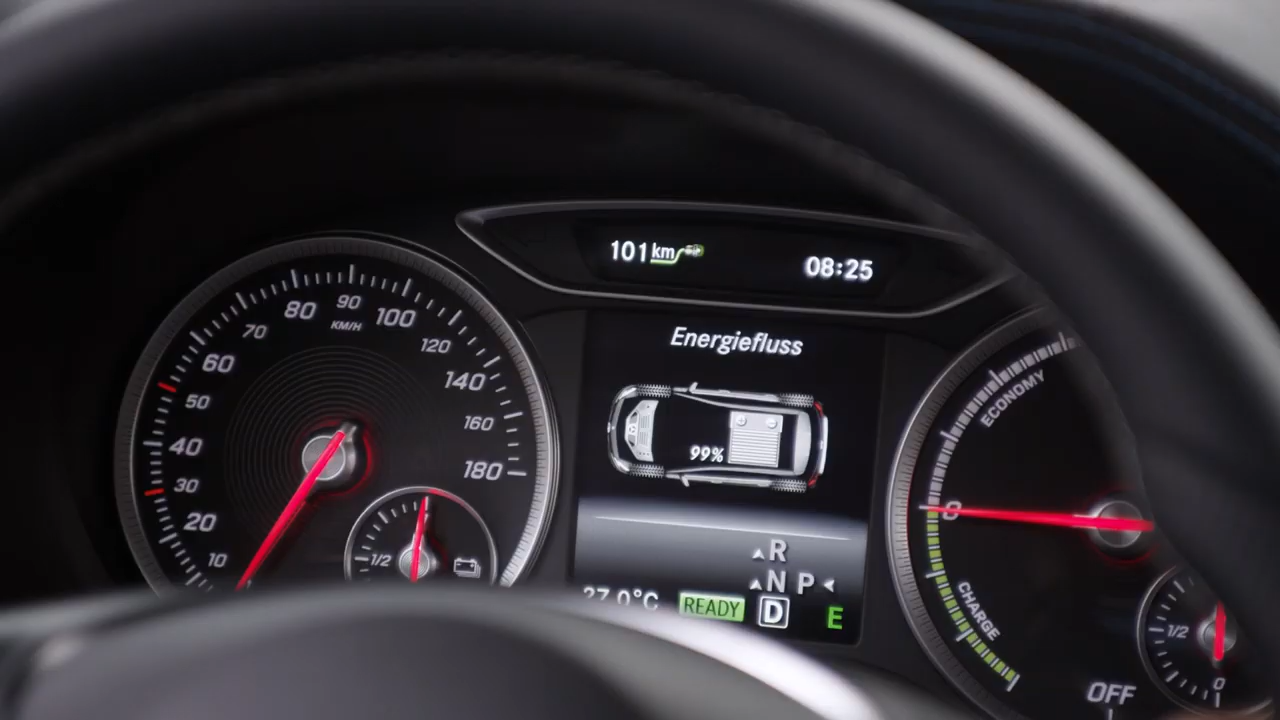 101 km
08:25
Energiefluss
99%
R
N P
27.0°C READY D E
10
20
30
40
50
60
70
80
90
100
120
140
160
180
KM/H
1/2
ECONOMY
0
CHARGE
OFF
1/2
0